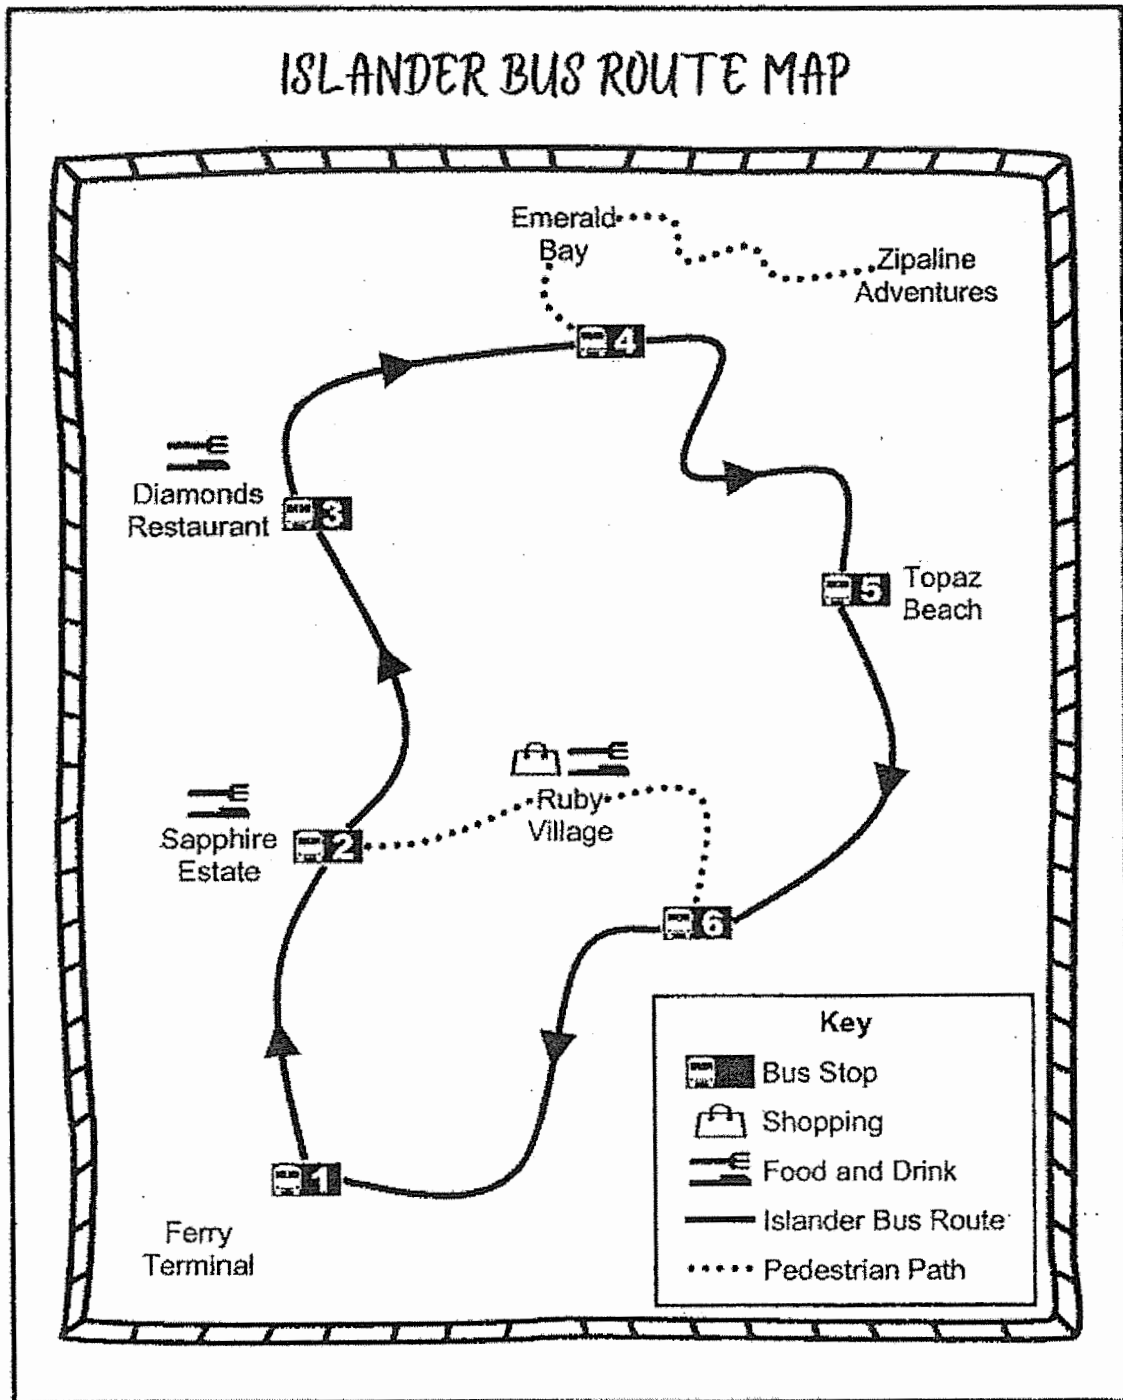 ISLANDER BUS ROUTE MAP
Emerald
Bay
Zipaline
Adventures
4
Diamonds
Restaurant
3
5
Topaz
Beach
Ruby
Village
Sapphire
Estate
2
6
1
Ferry
Terminal
Key
Bus Stop
Shopping
Food and Drink
Islander Bus Route
Pedestrian Path